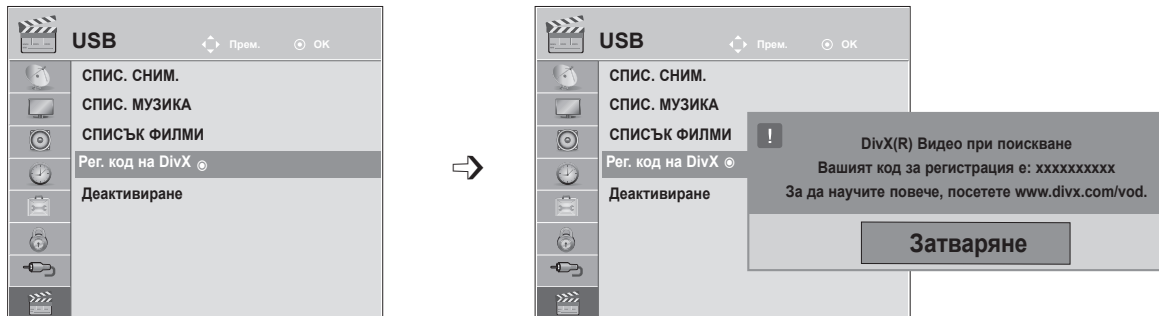 USB Прем. OK
СПИС. СНИМ.
СПИС. МУЗИКА
СПИСЪК ФИЛМИ
Рег. код на DivX
Деактивиране
USB Прем. OK
СПИС. СНИМ.
СПИС. МУЗИКА
СПИСЪК ФИЛМИ
Рег. код на DivX
Деактивиране
!
DivX(R) Видео при поискване
Вашият код за регистрация е: xxxxxxxxxx
За да научите повече, посетете www.divx.com/vod.
Затваряне